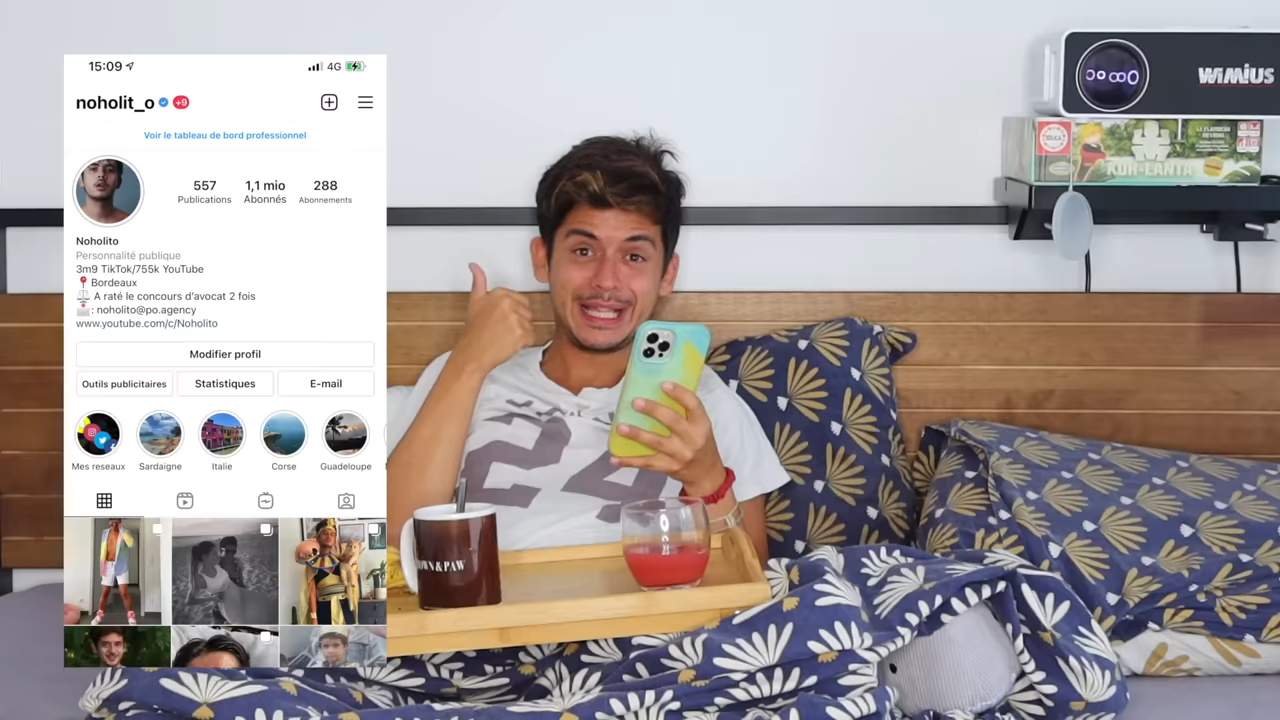 15:09
4G
noholit_o
+9
Voir le tableau de bord professionnel
557
Publications
1,1 mio
Abonnés
288
Abonnements
Noholito
Personnalité publique
3m9 TikTok/755k YouTube
Bordeaux
A raté le concours d'avocat 2 fois
: noholito@po.agency
www.youtube.com/c/Noholito
Modifier profil
Outils publicitaires
Statistiques
E-mail
Mes reseaux
Sardaigne
Italie
Corse
Guadeloupe
WiMiUS
KOH-LANTA
24
OWN&PAW